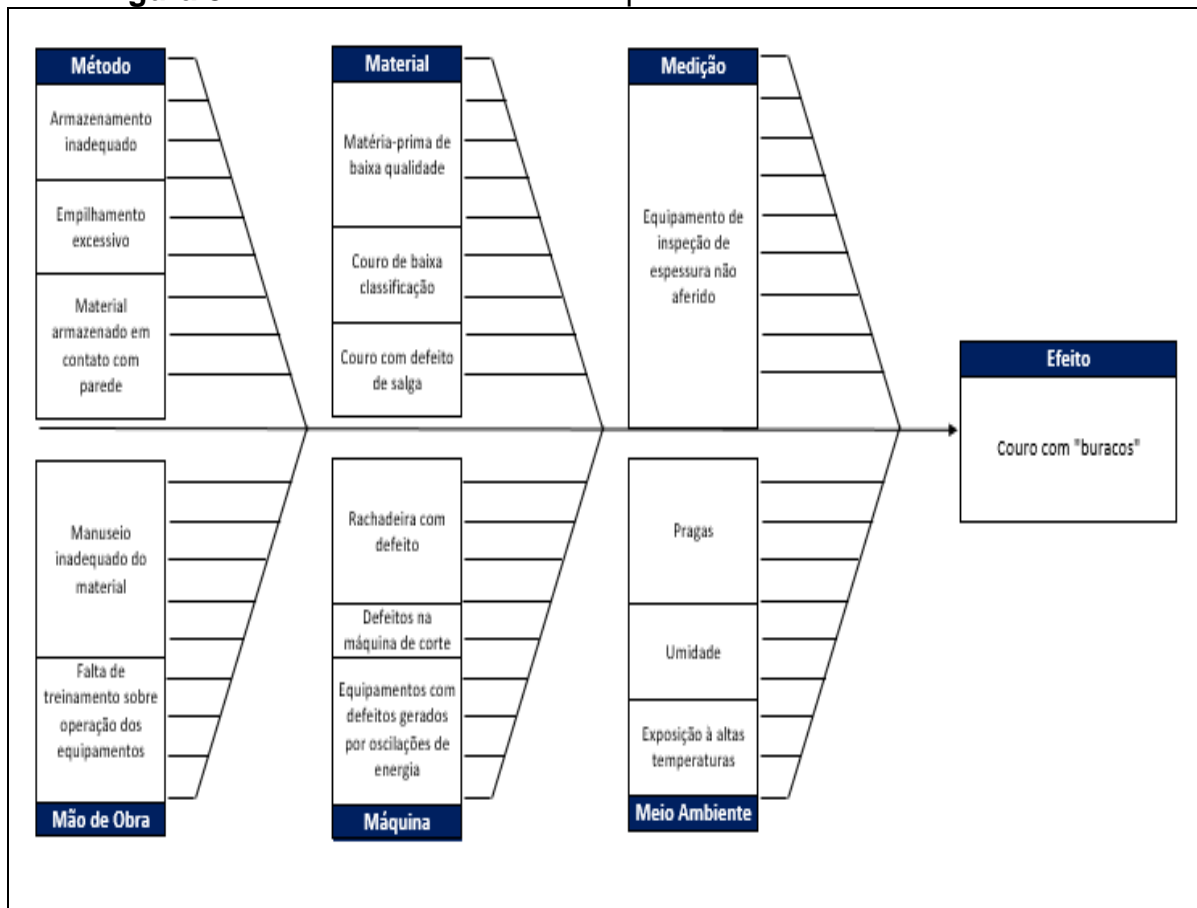 Método
Armazenamento
inadequado
Empilhamento
excessivo
Material
armazenado em
contato com
parede
Material
Matéria-prima de
baixa qualidade
Couro de baixa
classificação
Couro com defeito
de salga
Medição
Equipamento de
inspeção de
espessura não
aferido
Efeito
Couro com "buracos"
Manuseio
inadequado do
material
Falta de
treinamento sobre
operação dos
equipamentos
Mão de Obra
Rachadeira com
defeito
Defeitos na
máquina de corte
Equipamentos com
defeitos gerados
por oscilações de
energia
Máquina
Pragas
Umidade
Exposição à altas
temperaturas
Meio Ambiente